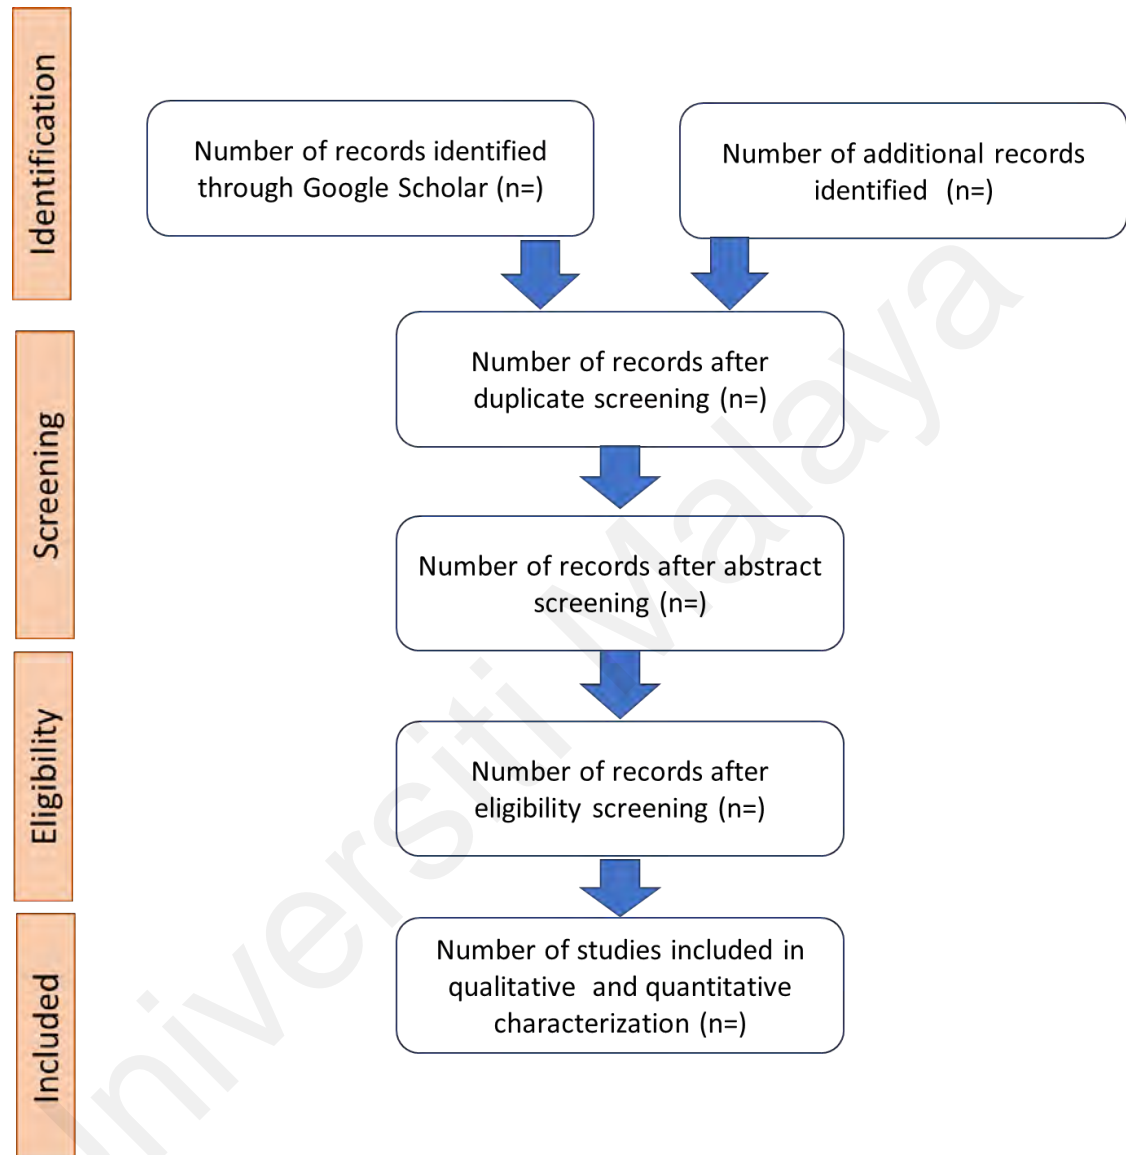 Identification
Number of records identified
through Google Scholar (n=)
Number of additional records
identified (n=)
Screening
Number of records after
duplicate screening (n=)
Number of records after abstract
screening (n=)
Eligibility
Number of records after
eligibility screening (n=)
Included
Number of studies included in
qualitative and quantitative
characterization (n=)
Universiti Malaya